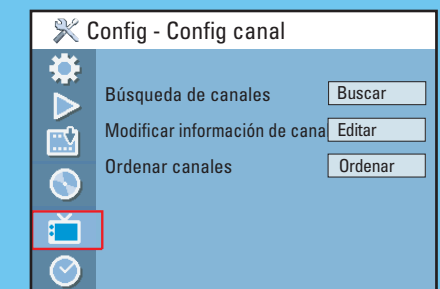 Config - Config canal
Búsqueda de canales Buscar
Modificar información de cana Editar
Ordenar canales Ordenar